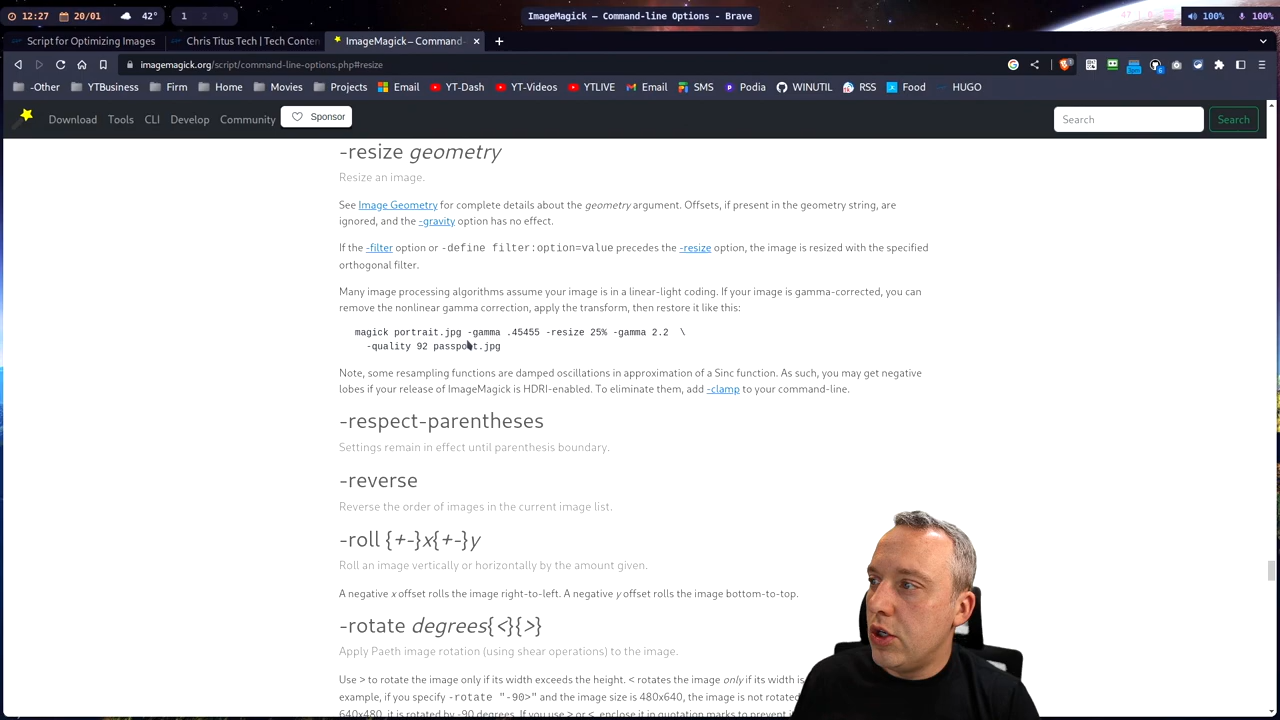 12:27 20/01 42° 1 2 9 ImageMagick – Command-line Options - Brave 47 100% 100%
Script for Optimizing Images Chris Titus Tech | Tech Conten ImageMagick – Command-
imagemagick.org/script/command-line-options.php#resize
-Other YTBusiness Firm Home Movies Projects Email YT-Dash YT-Videos YTLIVE Email SMS Podia WINUTIL RSS Food HUGO
Download Tools CLI Develop Community Sponsor Search Search
-resize geometry
Resize an image.
See Image Geometry for complete details about the geometry argument. Offsets, if present in the geometry string, are
ignored, and the -gravity option has no effect.
If the -filter option or -define filter:option=value precedes the -resize option, the image is resized with the specified
orthogonal filter.
Many image processing algorithms assume your image is in a linear-light coding. If your image is gamma-corrected, you can
remove the nonlinear gamma correction, apply the transform, then restore it like this:
magick portrait.jpg -gamma .45455 -resize 25% -gamma 2.2 \
-quality 92 passport.jpg
Note, some resampling functions are damped oscillations in approximation of a Sinc function. As such, you may get negative
lobes if your release of ImageMagick is HDRI-enabled. To eliminate them, add -clamp to your command-line.
-respect-parentheses
Settings remain in effect until parenthesis boundary.
-reverse
Reverse the order of images in the current image list.
-roll {+-}x{+-}y
Roll an image vertically or horizontally by the amount given.
A negative x offset rolls the image right-to-left. A negative y offset rolls the image bottom-to-top.
-rotate degrees{<}{>}
Apply Paeth image rotation (using shear operations) to the image.
Use > to rotate the image only if its width exceeds the height. < rotates the image only if its width is
example, if you specify -rotate "-90>" and the image size is 480x640, the image is not rotated
640x480, it is rotated by -90 degrees. If you use > or <, enclose it in quotation marks to prevent i